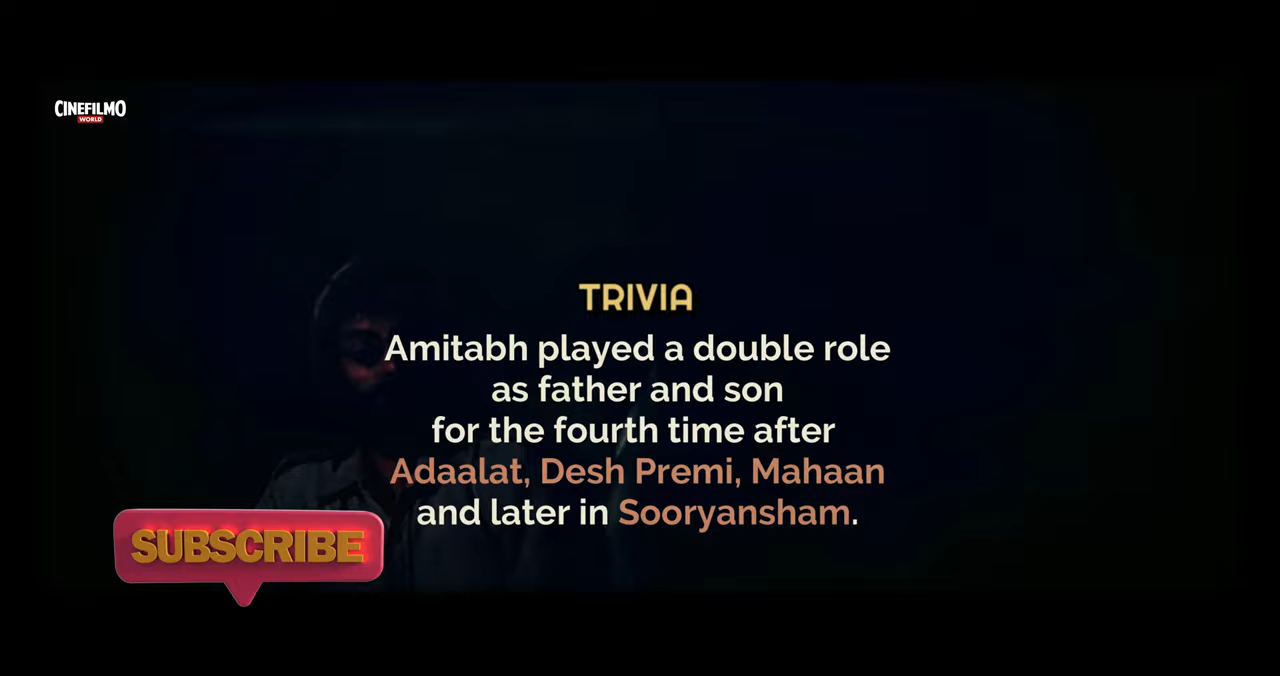 CINEFILMO
WORLD
TRIVIA
Amitabh played a double role
as father and son
for the fourth time after
Adaalat, Desh Premi, Mahaan
and later in Sooryansham.
SUBSCRIBE